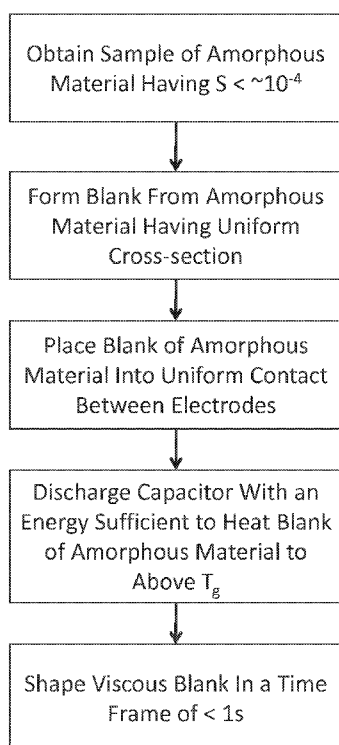 Obtain Sample of Amorphous
Material Having S < ~10⁻⁴
Form Blank From Amorphous
Material Having Uniform
Cross-section
Place Blank of Amorphous
Material Into Uniform Contact
Between Electrodes
Discharge Capacitor With an
Energy Sufficient to Heat Blank
of Amorphous Material to
Above Tg
Shape Viscous Blank In a Time
Frame of < 1s